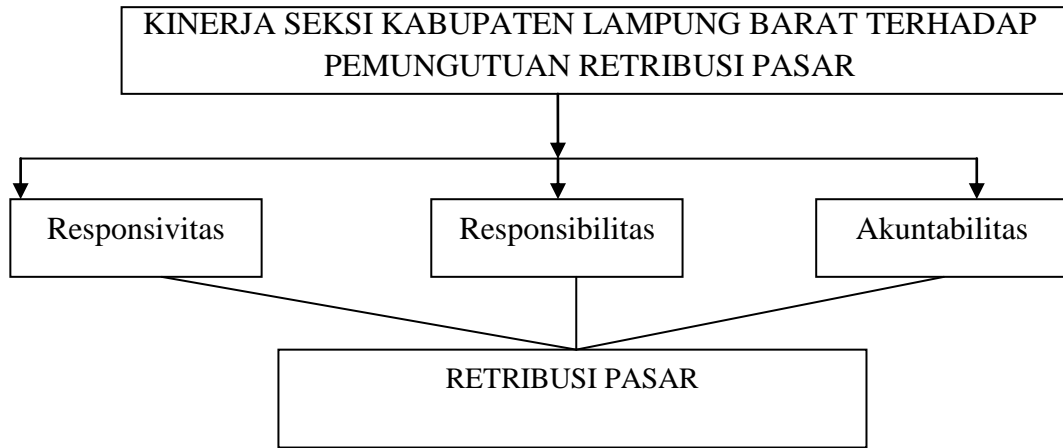 KINERJA SEKSI KABUPATEN LAMPUNG BARAT TERHADAP
PEMUNGUTUAN RETRIBUSI PASAR
Responsivitas
Responsibilitas
Akuntabilitas
RETRIBUSI PASAR